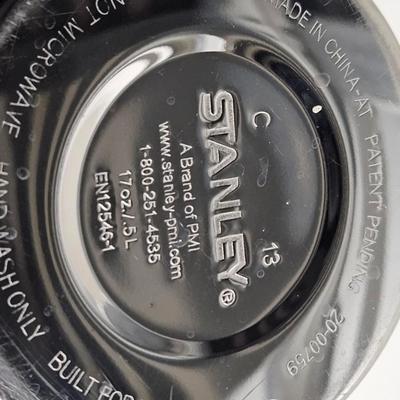 C
13
STANLEY®
A Brand of PMI
www.stanley-pmi.com
1-800-251-4535
17oz./.5L
EN12546-1
NOT MICROWAVE
MADE IN CHINA-AT
PATENT PENDING
20-00759
BUILT FOR
HAND WASH ONLY